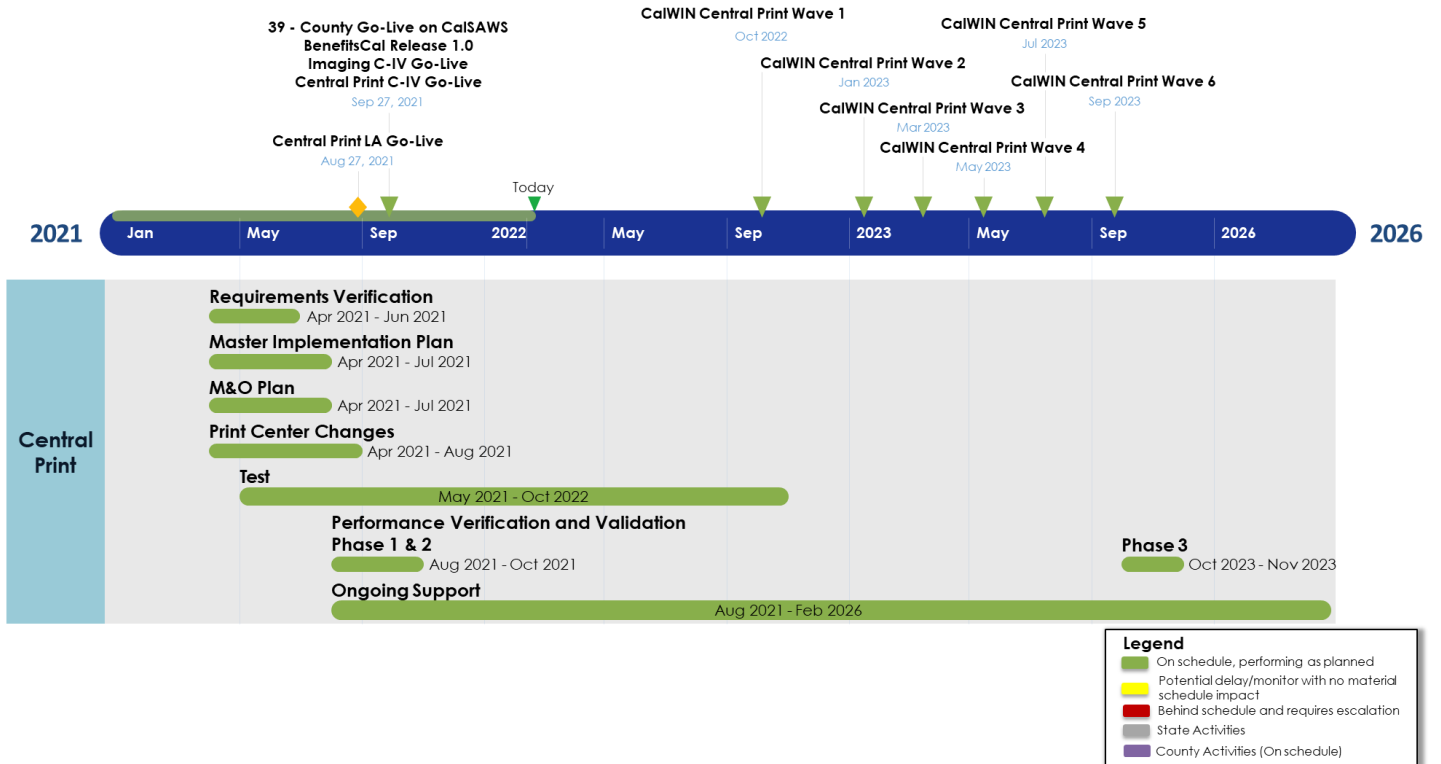 CalWIN Central Print Wave 1
Oct 2022
39 - County Go-Live on CalSAWS
BenefitsCal Release 1.0
Imaging C-IV Go-Live
Central Print C-IV Go-Live
Sep 27, 2021
CalWIN Central Print Wave 5
Jul 2023
CalWIN Central Print Wave 2
Jan 2023
CalWIN Central Print Wave 6
Sep 2023
CalWIN Central Print Wave 3
Mar 2023
Central Print LA Go-Live
Aug 27, 2021
CalWIN Central Print Wave 4
May 2023
Today
2021
Jan May Sep 2022 May Sep 2023 May Sep 2026
2026
Central
Print
Requirements Verification
Apr 2021 - Jun 2021
Master Implementation Plan
Apr 2021 - Jul 2021
M&O Plan
Apr 2021 - Jul 2021
Print Center Changes
Apr 2021 - Aug 2021
Test
May 2021 - Oct 2022
Performance Verification and Validation
Phase 1 & 2
Aug 2021 - Oct 2021
Phase 3
Oct 2023 - Nov 2023
Ongoing Support
Aug 2021 - Feb 2026
Legend
On schedule, performing as planned
Potential delay/monitor with no material
schedule impact
Behind schedule and requires escalation
State Activities
County Activities (On schedule)